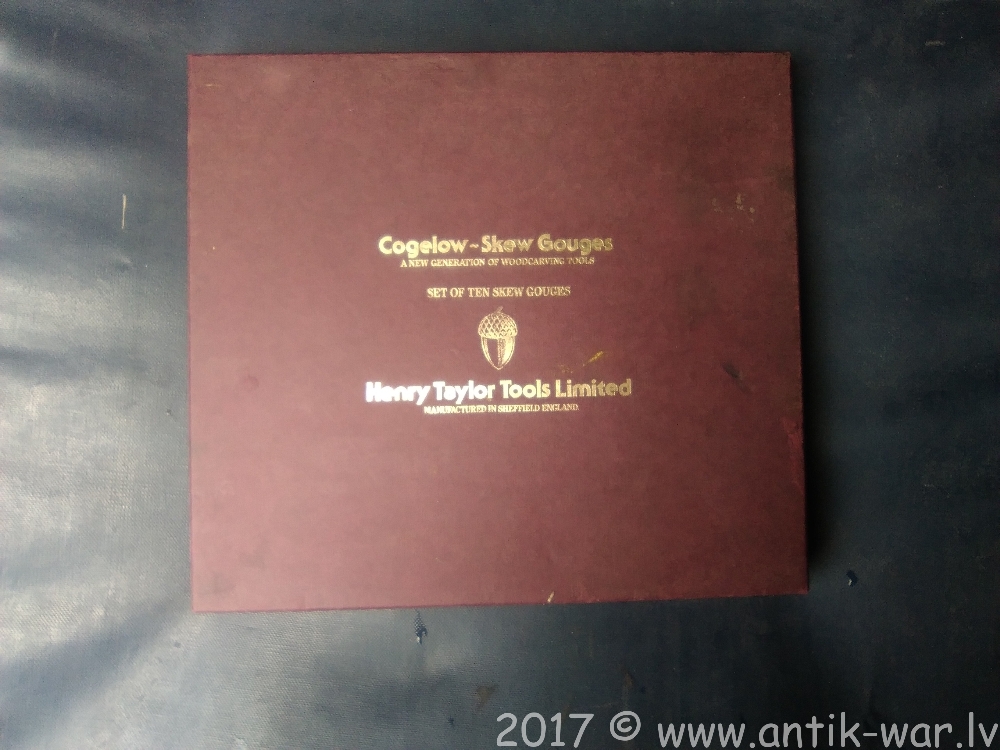 Cogelow~Skew Gouges
A NEW GENERATION OF WOODCARVING TOOLS
SET OF TEN SKEW GOUGES
Henry Taylor Tools Limited
MANUFACTURED IN SHEFFIELD ENGLAND.
2017 © www.antik-war.lv